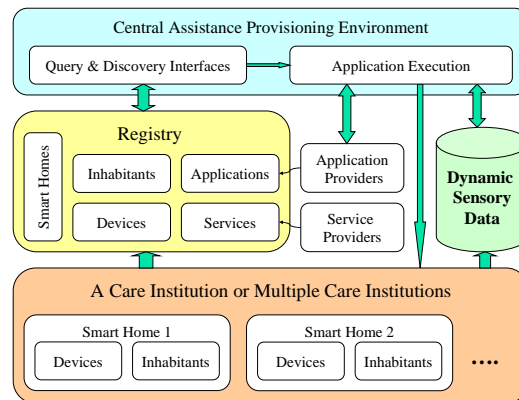 Central Assistance Provisioning Environment
Query & Discovery Interfaces
Application Execution
Registry
Smart Homes
Inhabitants
Applications
Devices
Services
Application
Providers
Service
Providers
Dynamic
Sensory
Data
A Care Institution or Multiple Care Institutions
Smart Home 1
Devices
Inhabitants
Smart Home 2
Devices
Inhabitants
....